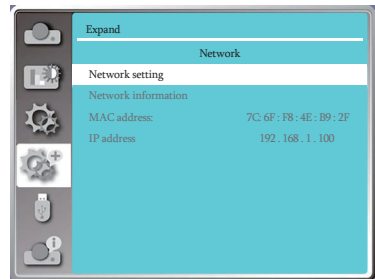 Expand
Network
Network setting
Network information
MAC address: 7C: 6F : F8 : 4E : B9 : 2F
IP address 192 . 168 . 1 . 100